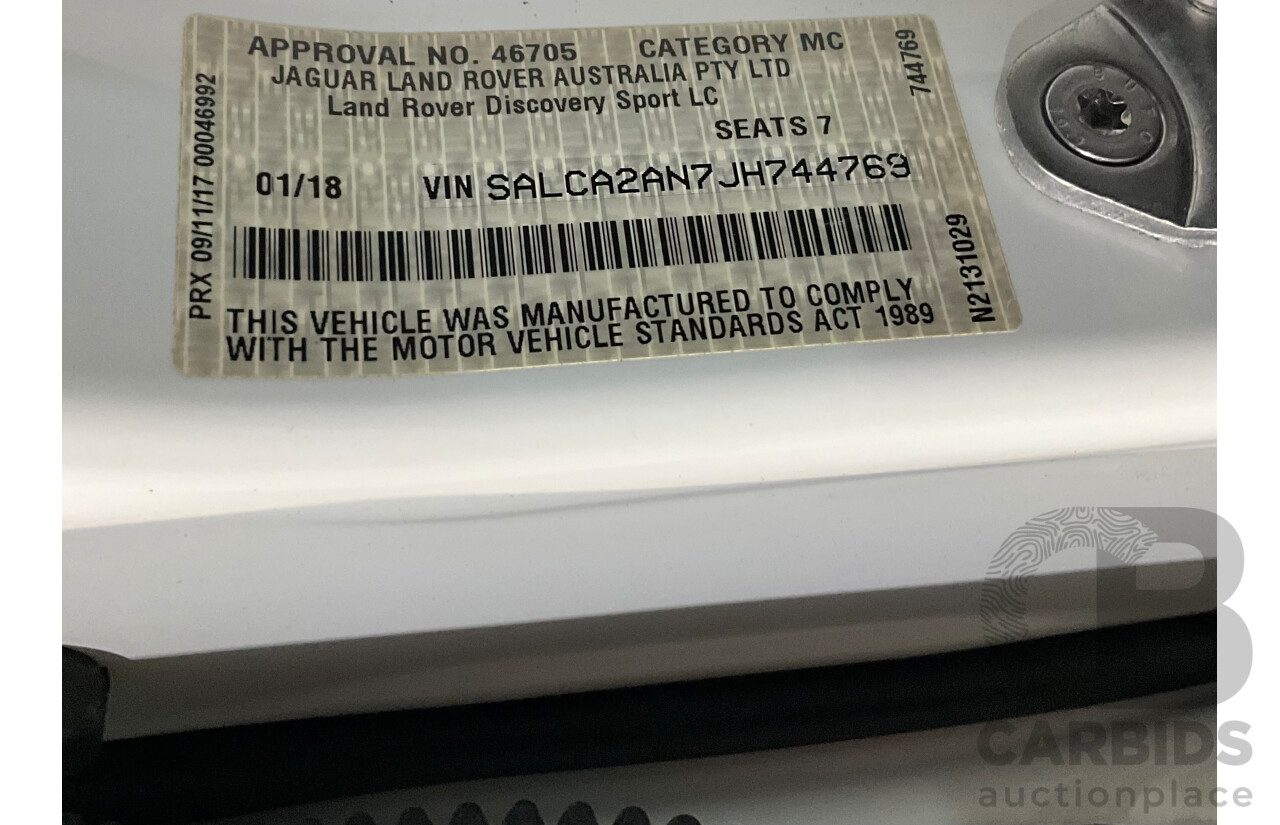 APPROVAL NO. 46705 CATEGORY MC
JAGUAR LAND ROVER AUSTRALIA PTY LTD
Land Rover Discovery Sport LC
SEATS 7
01/18 VIN SALCA2AN7JH744769
THIS VEHICLE WAS MANUFACTURED TO COMPLY
WITH THE MOTOR VEHICLE STANDARDS ACT 1989
PRX 09/11/17 00046992
744769
N2131029
CARBIDS
auctionplace